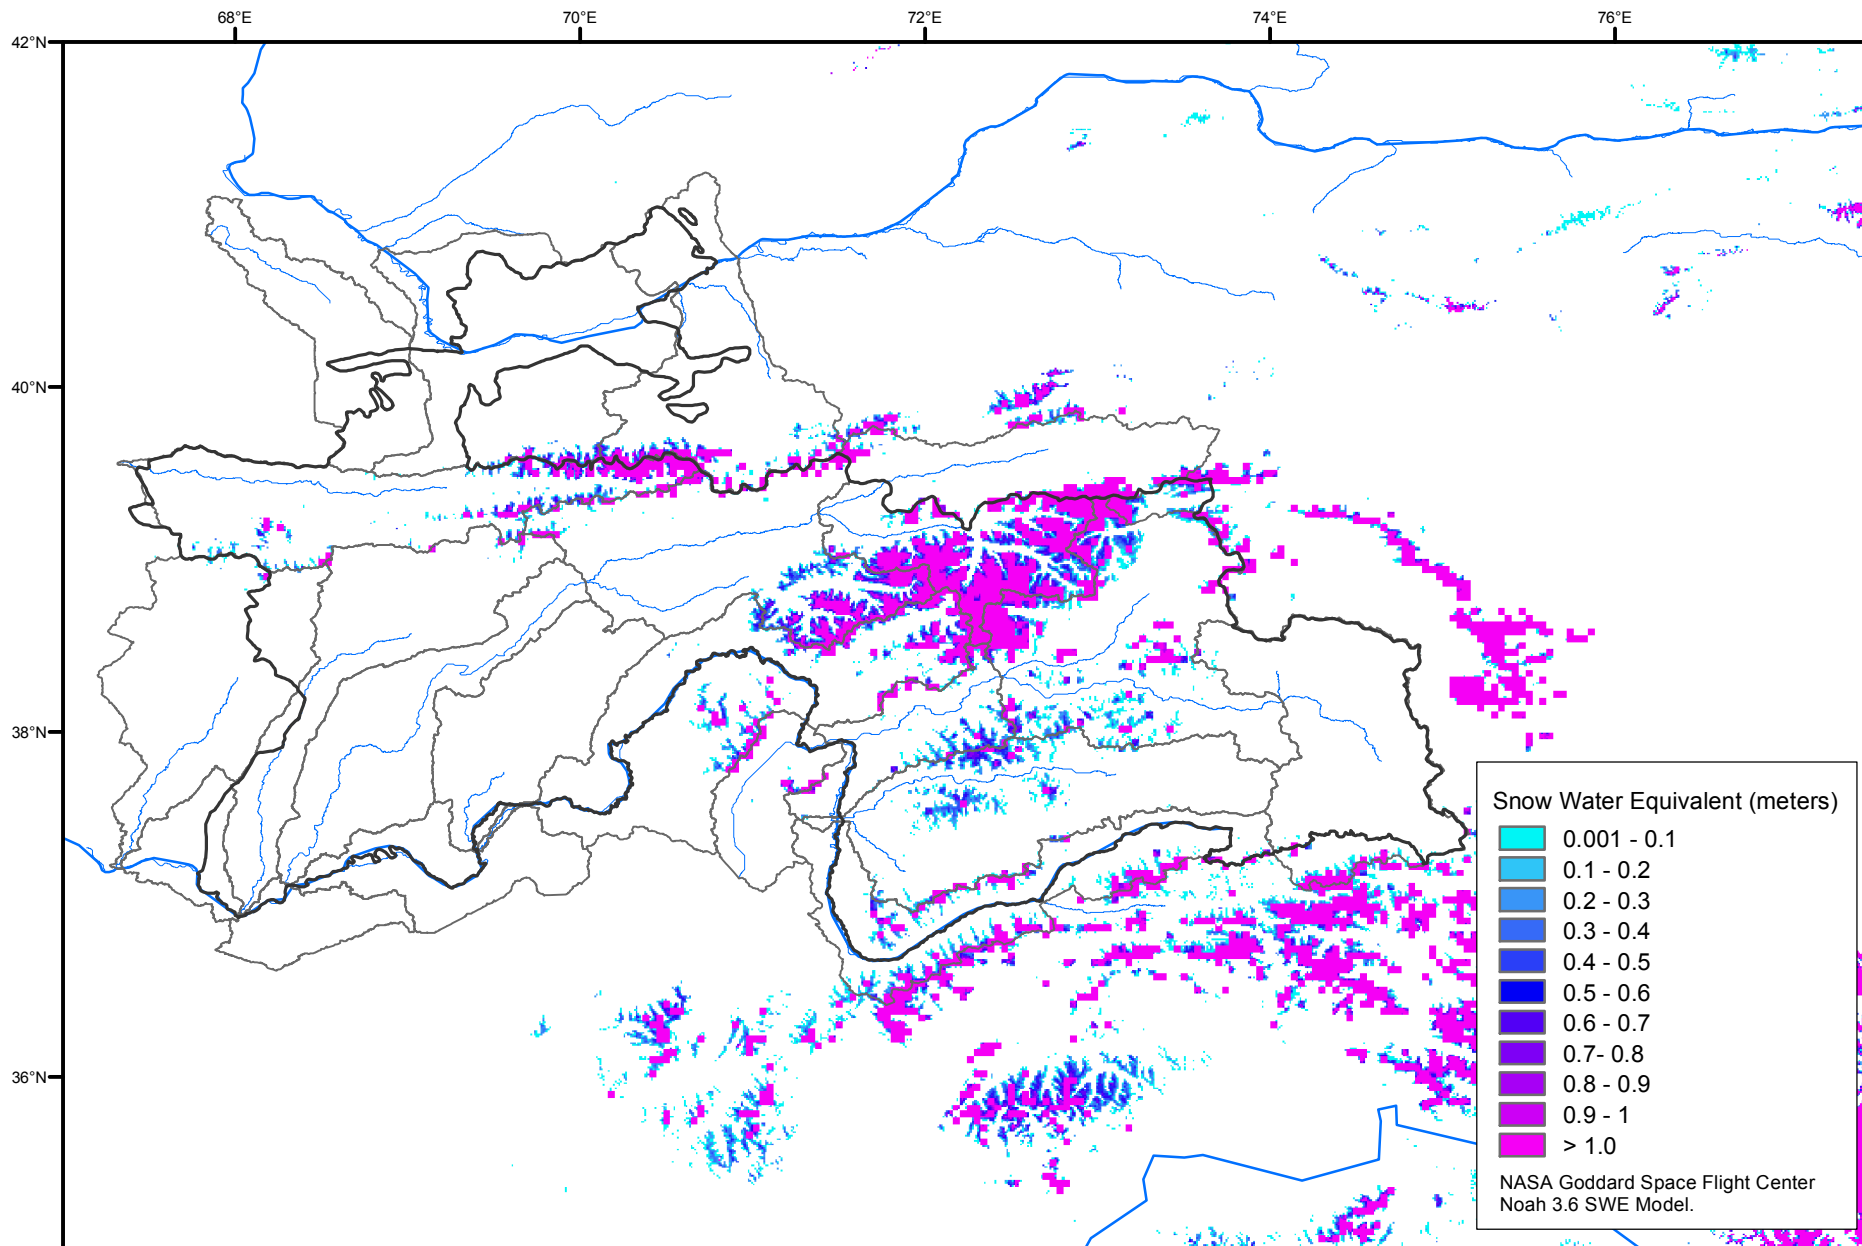 68°E 70°E 72°E 74°E 76°E
42°N
40°N
38°N
36°N
Snow Water Equivalent (meters)
0.001 - 0.1
0.1 - 0.2
0.2 - 0.3
0.3 - 0.4
0.4 - 0.5
0.5 - 0.6
0.6 - 0.7
0.7- 0.8
0.8 - 0.9
0.9 - 1
> 1.0
NASA Goddard Space Flight Center
Noah 3.6 SWE Model.